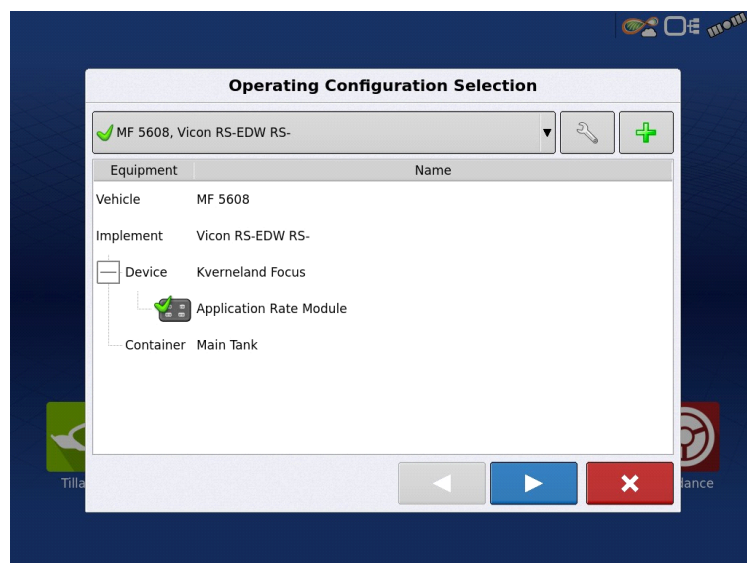 Operating Configuration Selection
MF 5608, Vicon RS-EDW RS-
Equipment Name
Vehicle MF 5608
Implement Vicon RS-EDW RS-
Device Kverneland Focus
Application Rate Module
Container Main Tank
Tilla
dance